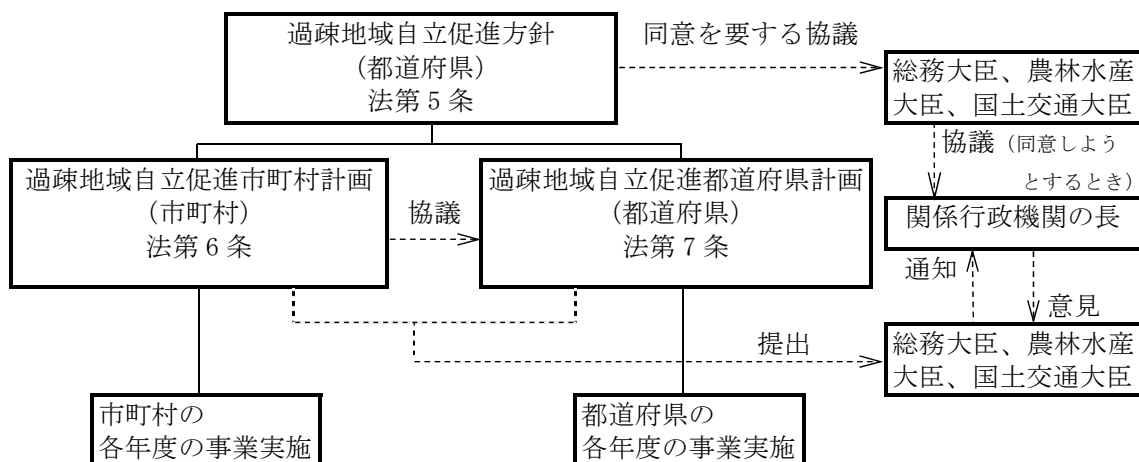 過疎地域自立促進方針
（都道府県）
法第５条
同意を要する協議
総務大臣、農林水産
大臣、国土交通大臣
協議（同意しよう
とするとき）
過疎地域自立促進市町村計画
（市町村）
法第６条
協議
過疎地域自立促進都道府県計画
（都道府県）
法第７条
関係行政機関の長
通知
意見
提出
総務大臣、農林水産
大臣、国土交通大臣
市町村の
各年度の事業実施
都道府県の
各年度の事業実施